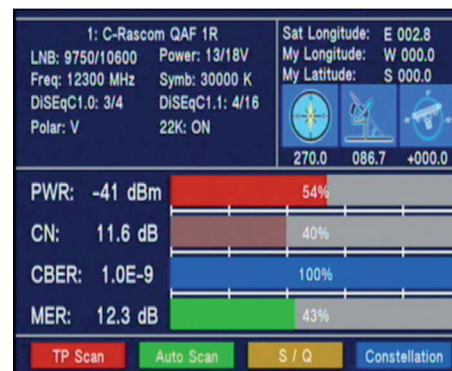 1: C-Rascom QAF 1R
LNB: 9750/10600 Power: 13/18V
Freq: 12300 MHz Symb: 30000 K
DiSEqC1.0: 3/4 DiSEqC1.1: 4/16
Polar: V 22K: ON
Sat Longitude: E 002.8
My Longitude: W 000.0
My Latitude: S 000.0
270.0 086.7 +000.0
PWR: -41 dBm 54%
CN: 11.6 dB 40%
CBER: 1.0E-9 100%
MER: 12.3 dB 43%
TP Scan Auto Scan S / Q Constellation